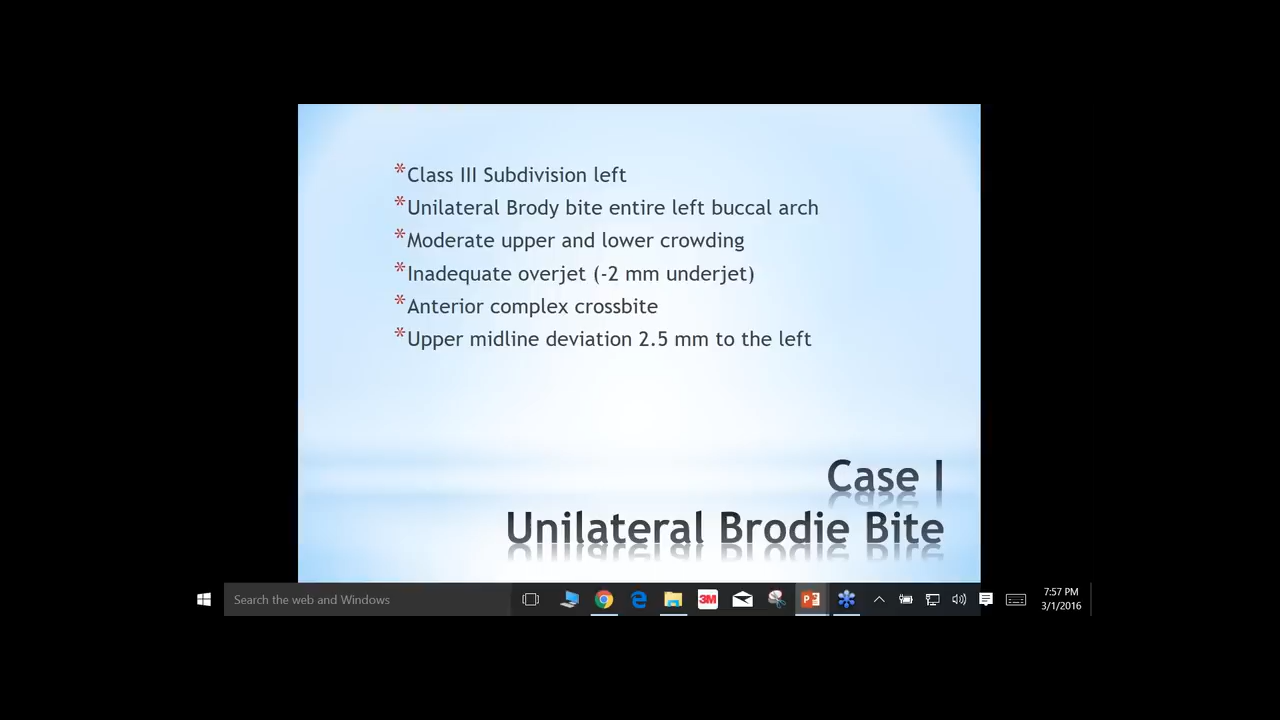 *Class III Subdivision left
*Unilateral Brody bite entire left buccal arch
*Moderate upper and lower crowding
*Inadequate overjet (-2 mm underjet)
*Anterior complex crossbite
*Upper midline deviation 2.5 mm to the left
Case I
Unilateral Brodie Bite
Search the web and Windows
3M
7:57 PM
3/1/2016